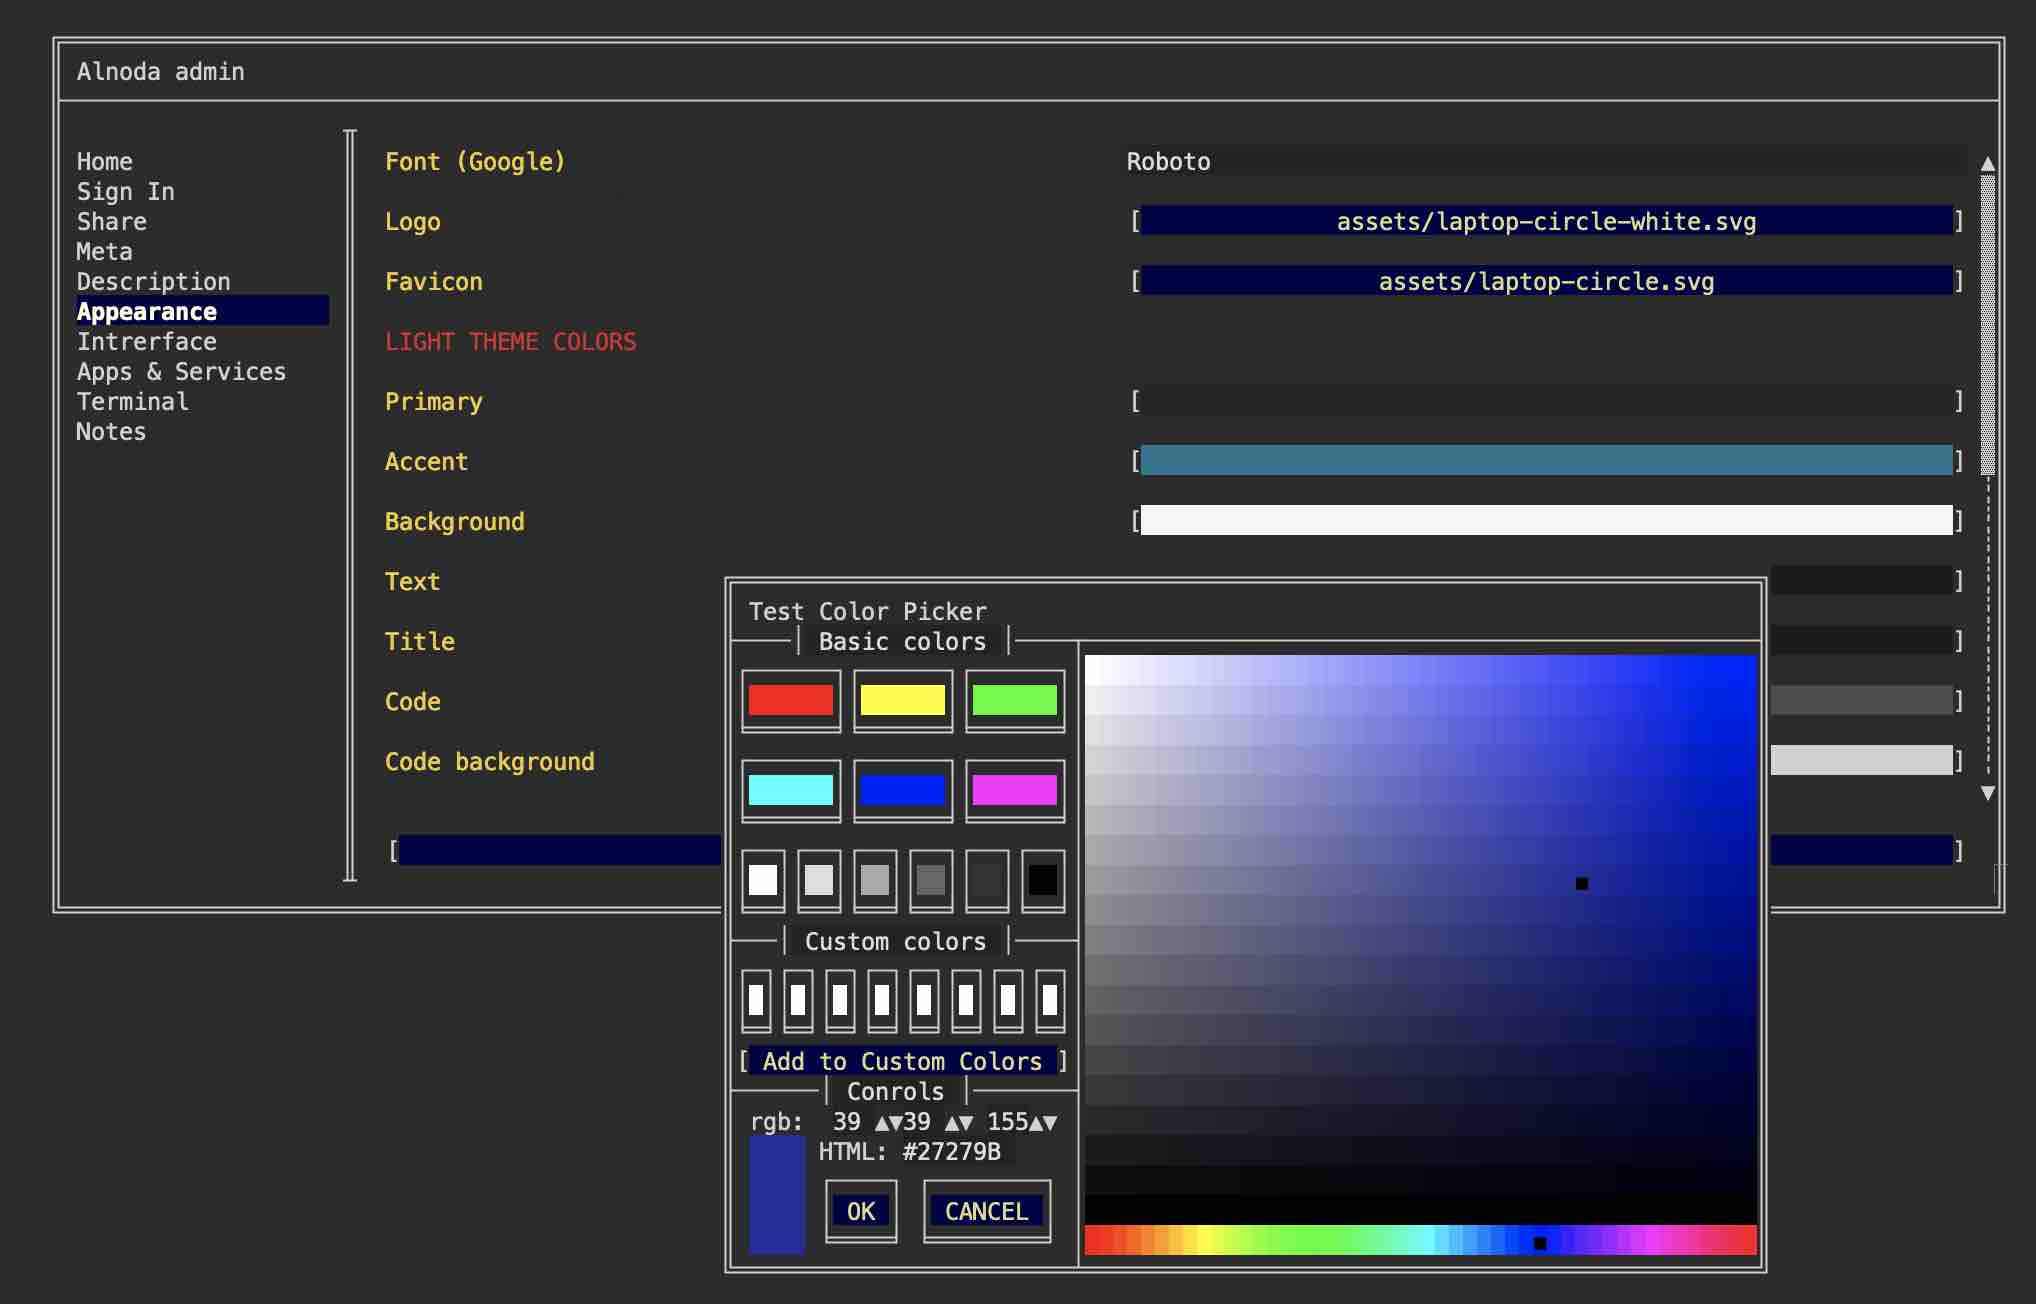 Alnoda admin
Home
Sign In
Share
Meta
Description
Appearance
Intrerface
Apps & Services
Terminal
Notes
Font (Google) Roboto
Logo [ assets/laptop-circle-white.svg ]
Favicon [ assets/laptop-circle.svg ]
LIGHT THEME COLORS
Primary [ ]
Accent [ ]
Background [ ]
Text ]
Title ]
Code ]
Code background ]
[ ]
Test Color Picker
Basic colors
Custom colors
[ Add to Custom Colors ]
Conrols
rgb: 39 ▲▼39 ▲▼ 155▲▼
HTML: #27279B
OK CANCEL